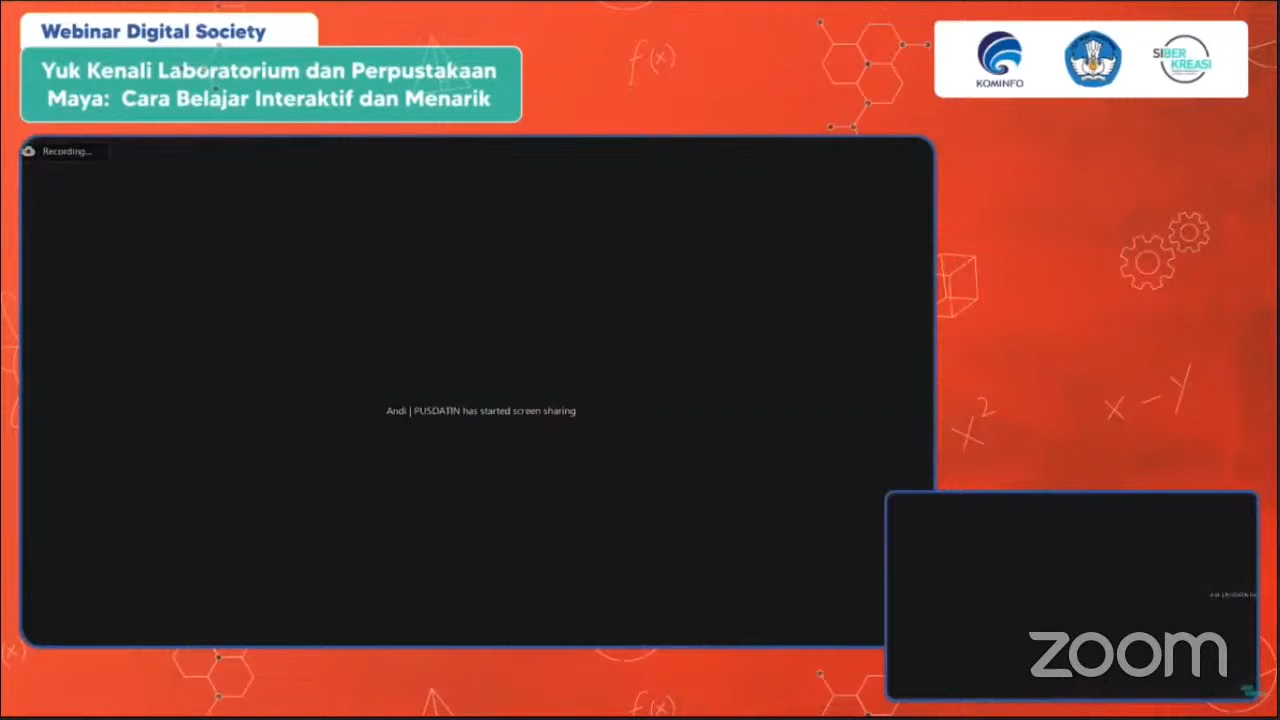 Webinar Digital Society
Yuk Kenali Laboratorium dan Perpustakaan
Maya: Cara Belajar Interaktif dan Menarik
KOMINFO
SIBER
KREASI
Recording...
Andi | PUSDATIN has started screen sharing
f(x)
x²
x - y
zoom
f(x)